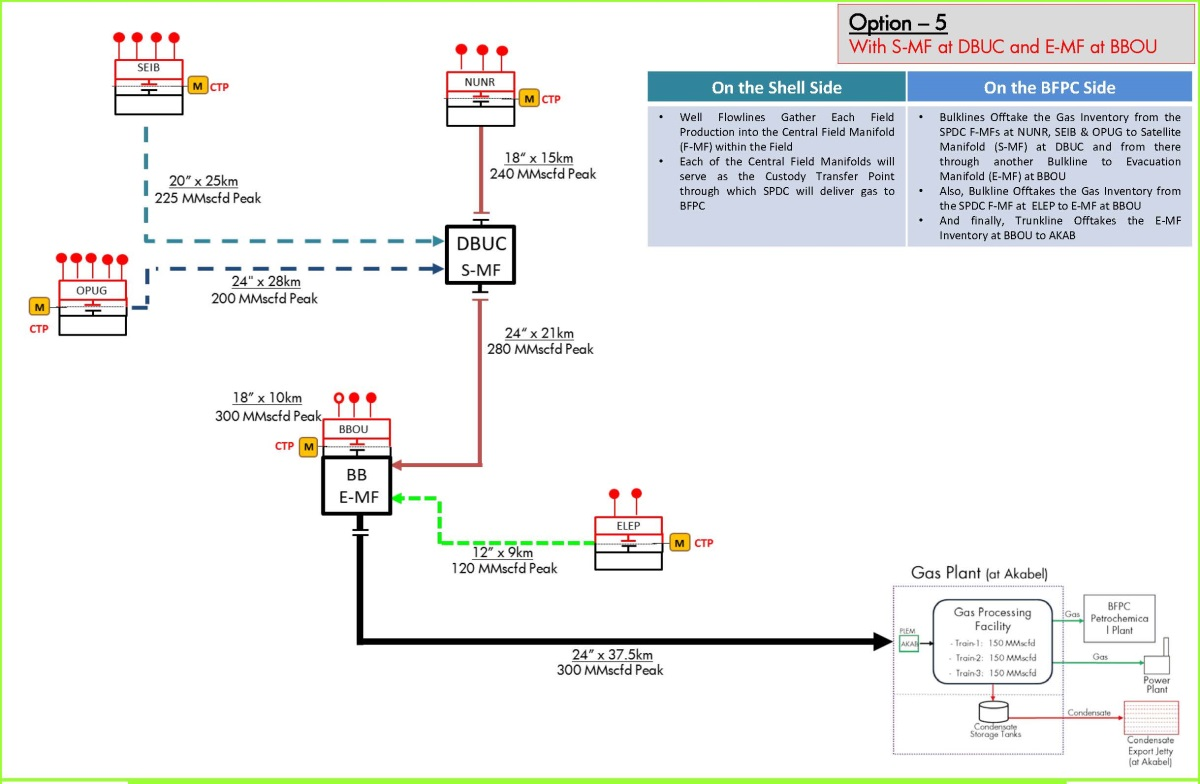 Option – 5
With S-MF at DBUC and E-MF at BBOU
On the Shell Side
• Well Flowlines Gather Each Field
Production into the Central Field Manifold
(F-MF) within the Field
• Each of the Central Field Manifolds will
serve as the Custody Transfer Point
through which SPDC will deliver gas to
BFPC
On the BFPC Side
• Bulklines Offtake the Gas Inventory from the
SPDC F-MFs at NUNR, SEIB & OPUG to Satellite
Manifold (S-MF) at DBUC and from there
through another Bulkline to Evacuation
Manifold (E-MF) at BBOU
• Also, Bulkline Offtakes the Gas Inventory from
the SPDC F-MF at ELEP to E-MF at BBOU
• And finally, Trunkline Offtakes the E-MF
Inventory at BBOU to AKAB
SEIB
M CTP
NUNR
M CTP
18” x 15km
240 MMscfd Peak
20” x 25km
225 MMscfd Peak
DBUC
S-MF
OPUG
M
CTP
24” x 28km
200 MMscfd Peak
24” x 21km
280 MMscfd Peak
18” x 10km
300 MMscfd Peak
BBOU
CTP M
BB
E-MF
ELEP
M CTP
12” x 9km
120 MMscfd Peak
24” x 37.5km
300 MMscfd Peak
Gas Plant (at Akabel)
PLEM
AKAB
Gas Processing
Facility
- Train-1: 150 MMscfd
- Train-2: 150 MMscfd
- Train-3: 150 MMscfd
Gas
BFPC
Petrochemica
l Plant
Gas
Power
Plant
Condensate
Storage Tanks
Condensate
Condensate
Export Jetty
(at Akabel)